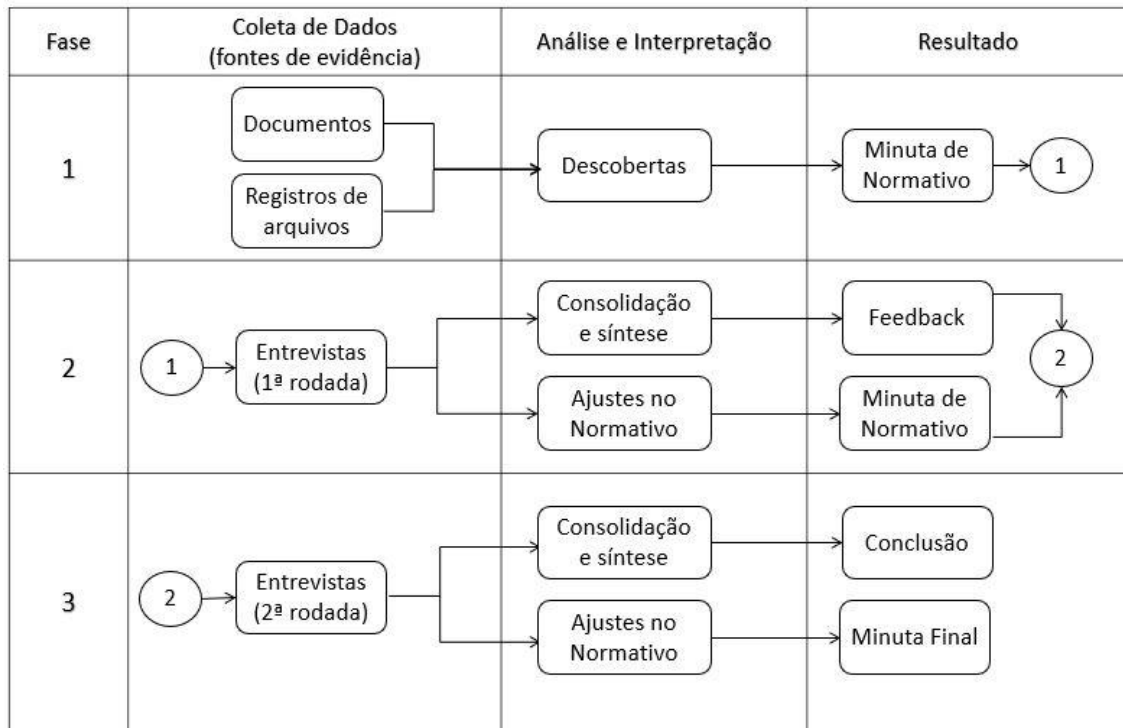 Fase
Coleta de Dados
(fontes de evidência)
Análise e Interpretação
Resultado
1
Documentos
Registros de
arquivos
Descobertas
Minuta de
Normativo
1
2
1
Entrevistas
(1ª rodada)
Consolidação
e síntese
Feedback
Ajustes no
Normativo
Minuta de
Normativo
2
3
2
Entrevistas
(2ª rodada)
Consolidação
e síntese
Conclusão
Ajustes no
Normativo
Minuta Final